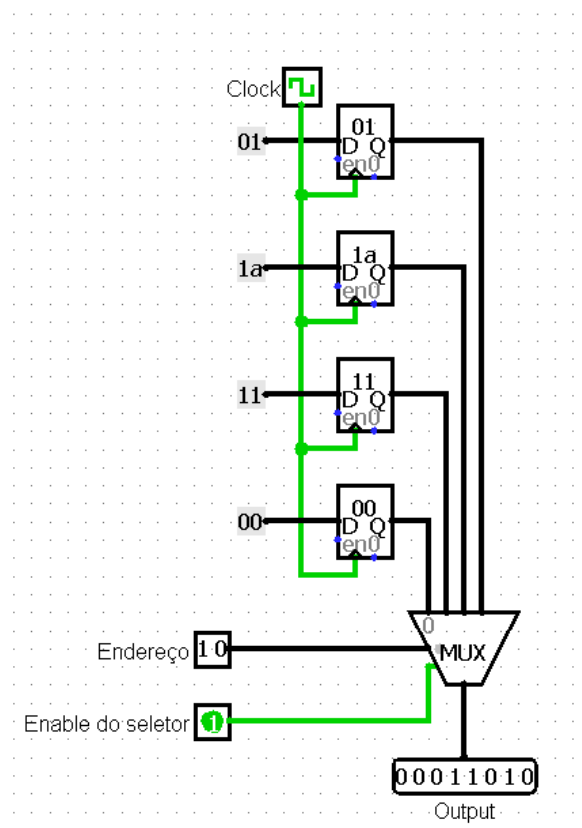 Clock
01
01
D Q
en0
1a
1a
D Q
en0
11
11
D Q
en0
00
00
D Q
en0
0
MUX
Endereço 10
Enable do seletor 1
00011010
Output